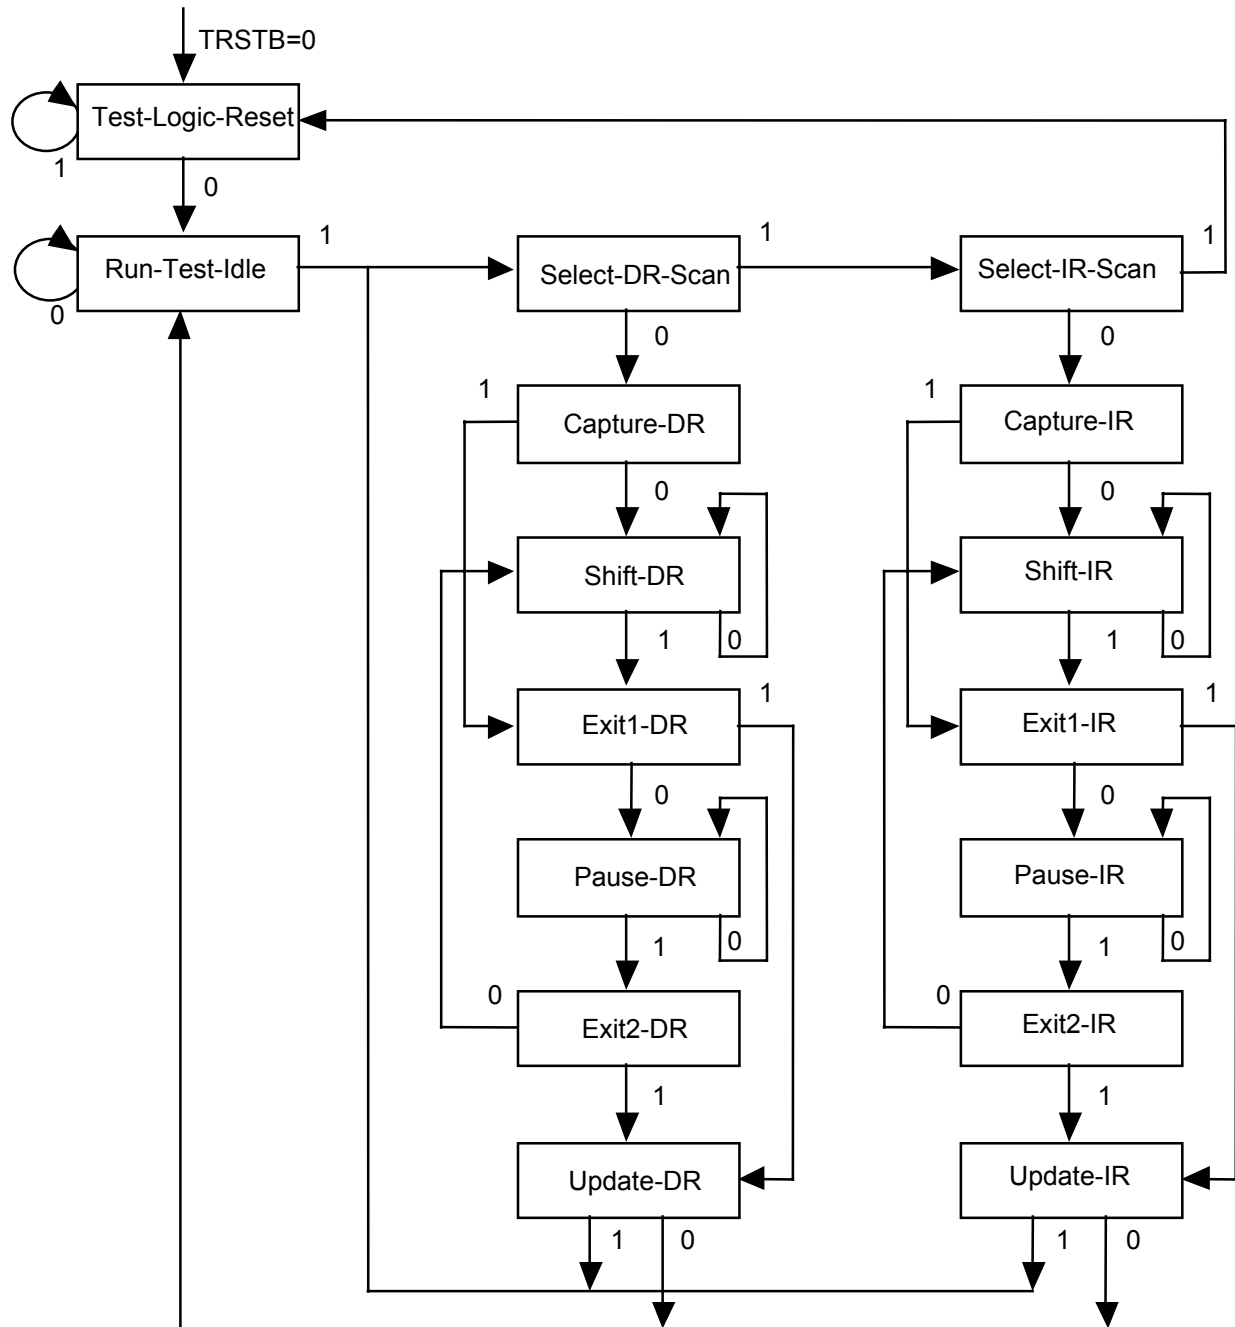 TRSTB=0
Test-Logic-Reset
1
0
Run-Test-Idle
1
0
Select-DR-Scan
1
Select-IR-Scan
1
0
0
1
Capture-DR
1
Capture-IR
0
0
Shift-DR
Shift-IR
1
0
1
0
Exit1-DR
1
Exit1-IR
1
0
0
Pause-DR
Pause-IR
1
0
1
0
0
Exit2-DR
0
Exit2-IR
1
1
Update-DR
Update-IR
1
0
1
0